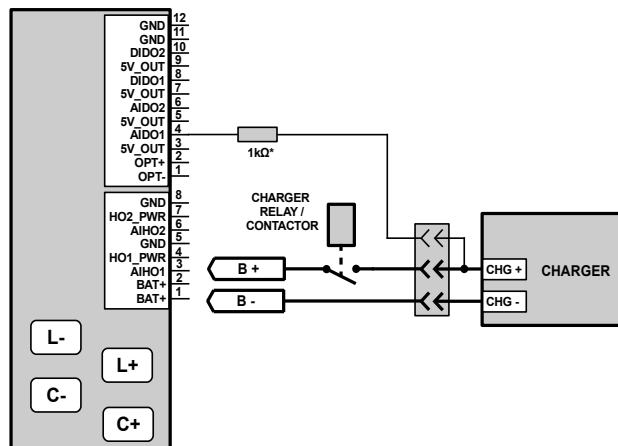 GND 12
GND 11
DIDO2 10
5V_OUT 9
DIDO1 8
5V_OUT 7
AIDO2 6
5V_OUT 5
AIDO1 4
5V_OUT 3
OPT+ 2
OPT- 1
1kΩ*
GND 8
HO2_PWR 7
AIHO2 6
GND 5
HO1_PWR 4
AIHO1 3
BAT+ 2
BAT+ 1
CHARGER
RELAY /
CONTACTOR
B +
B -
CHG +
CHG -
CHARGER
L-
L+
C-
C+